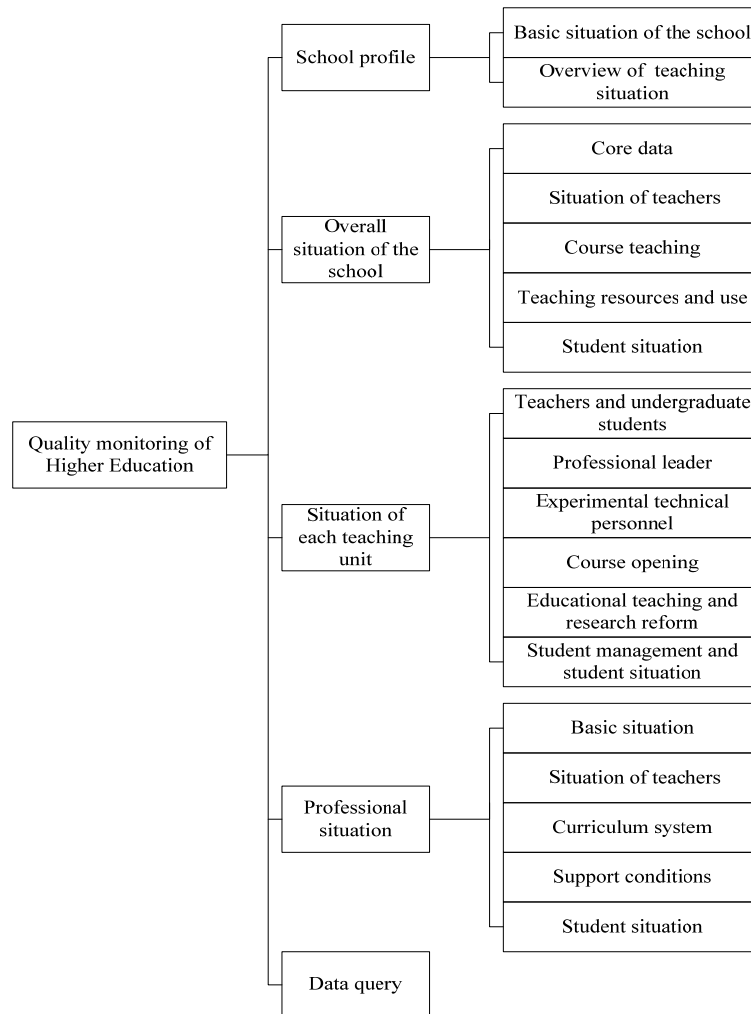 School profile
Basic situation of the school
Overview of teaching
situation
Overall
situation of the
school
Core data
Situation of teachers
Course teaching
Teaching resources and use
Student situation
Quality monitoring of
Higher Education
Situation of
each teaching
unit
Teachers and undergraduate
students
Professional leader
Experimental technical
personnel
Course opening
Educational teaching and
research reform
Student management and
student situation
Professional
situation
Basic situation
Situation of teachers
Curriculum system
Support conditions
Student situation
Data query